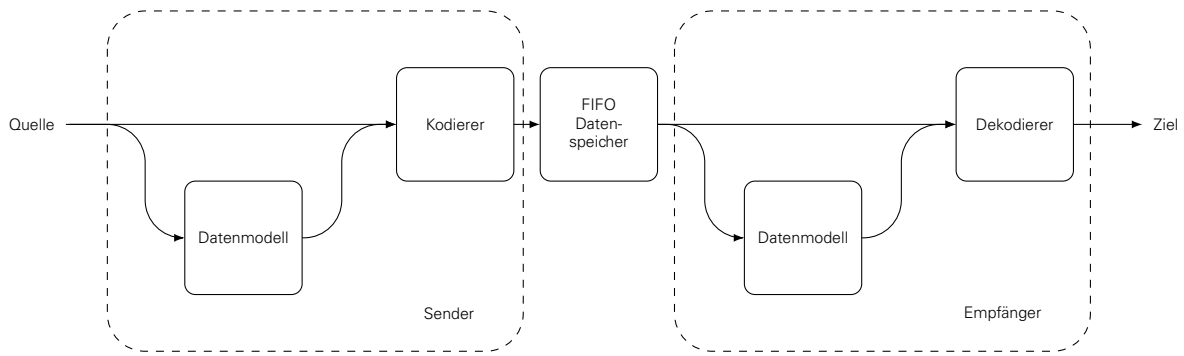 Quelle
Datenmodell
Kodierer
Sender
FIFO
Daten-
speicher
Datenmodell
Dekodierer
Empfänger
Ziel